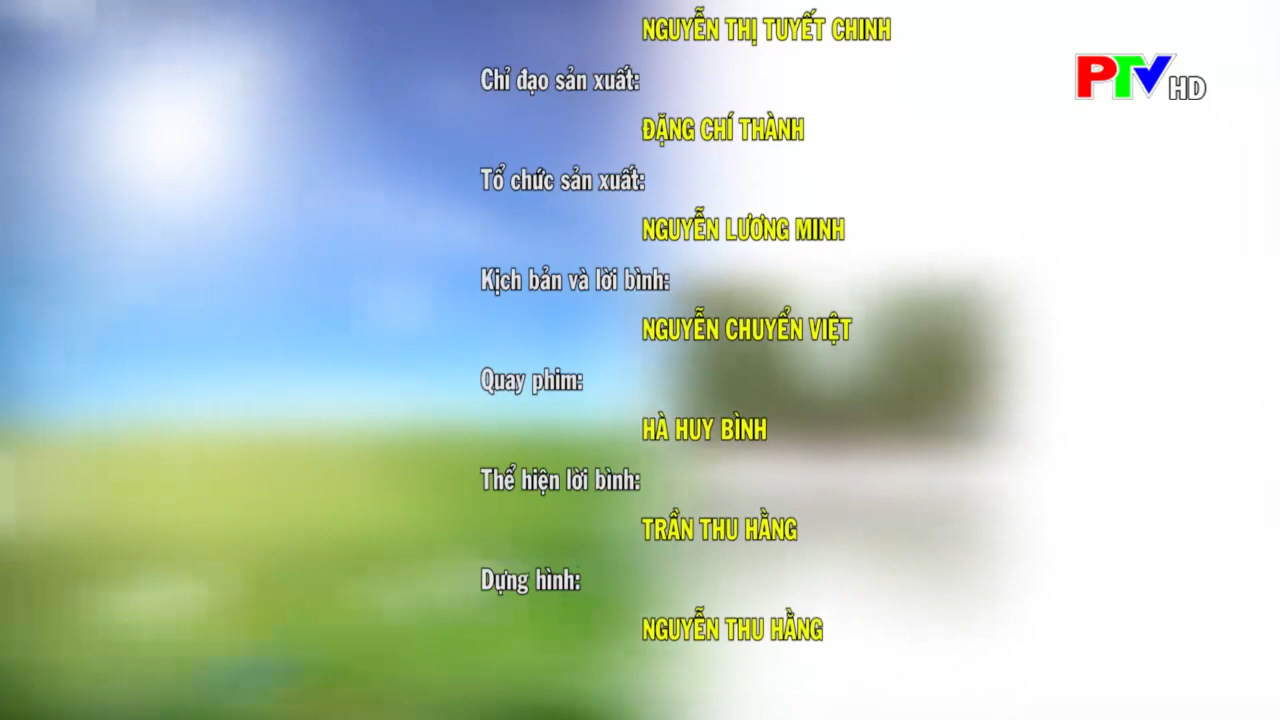 NGUYỄN THỊ TUYẾT CHINH
Chỉ đạo sản xuất:
PTV HD
ĐẶNG CHÍ THÀNH
Tổ chức sản xuất:
NGUYỄN LƯƠNG MINH
Kịch bản và lời bình:
NGUYỄN CHUYỂN VIỆT
Quay phim:
HÀ HUY BÌNH
Thể hiện lời bình:
TRẦN THU HẰNG
Dựng hình:
NGUYỄN THU HẰNG